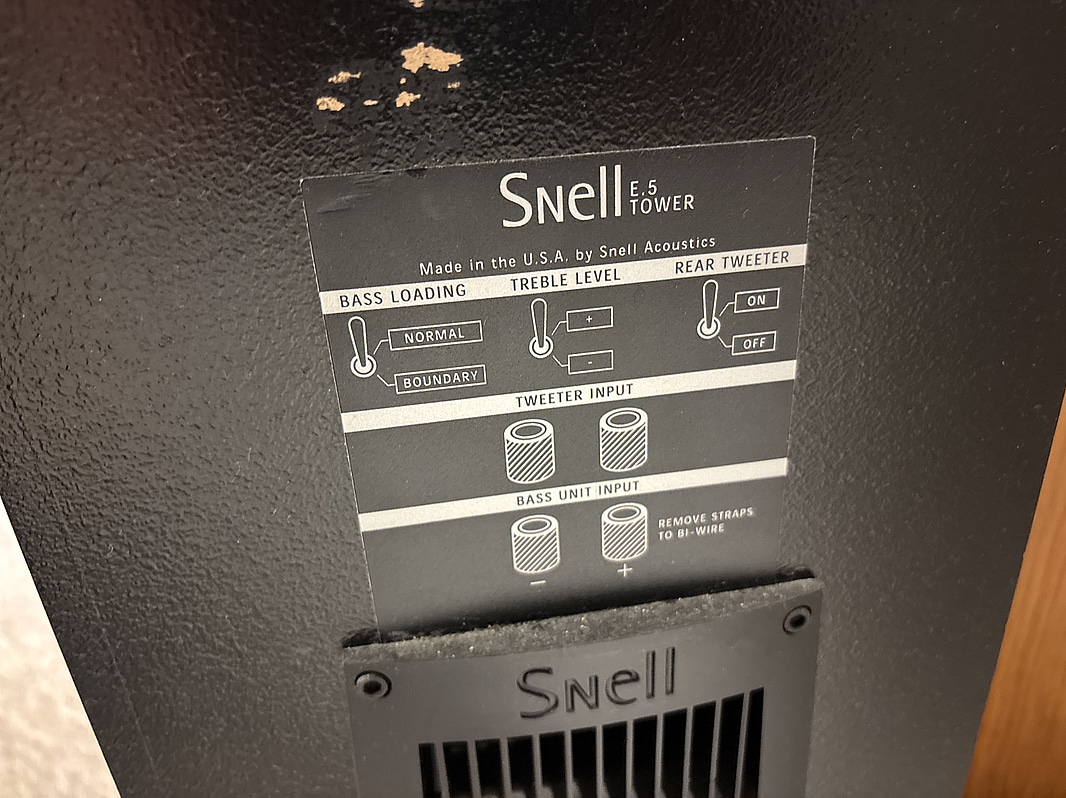 Snell E.5 TOWER
Made in the U.S.A. by Snell Acoustics
BASS LOADING TREBLE LEVEL REAR TWEETER
NORMAL + ON
BOUNDARY - OFF
TWEETER INPUT
BASS UNIT INPUT
REMOVE STRAPS
TO BI-WIRE
- +
Snell